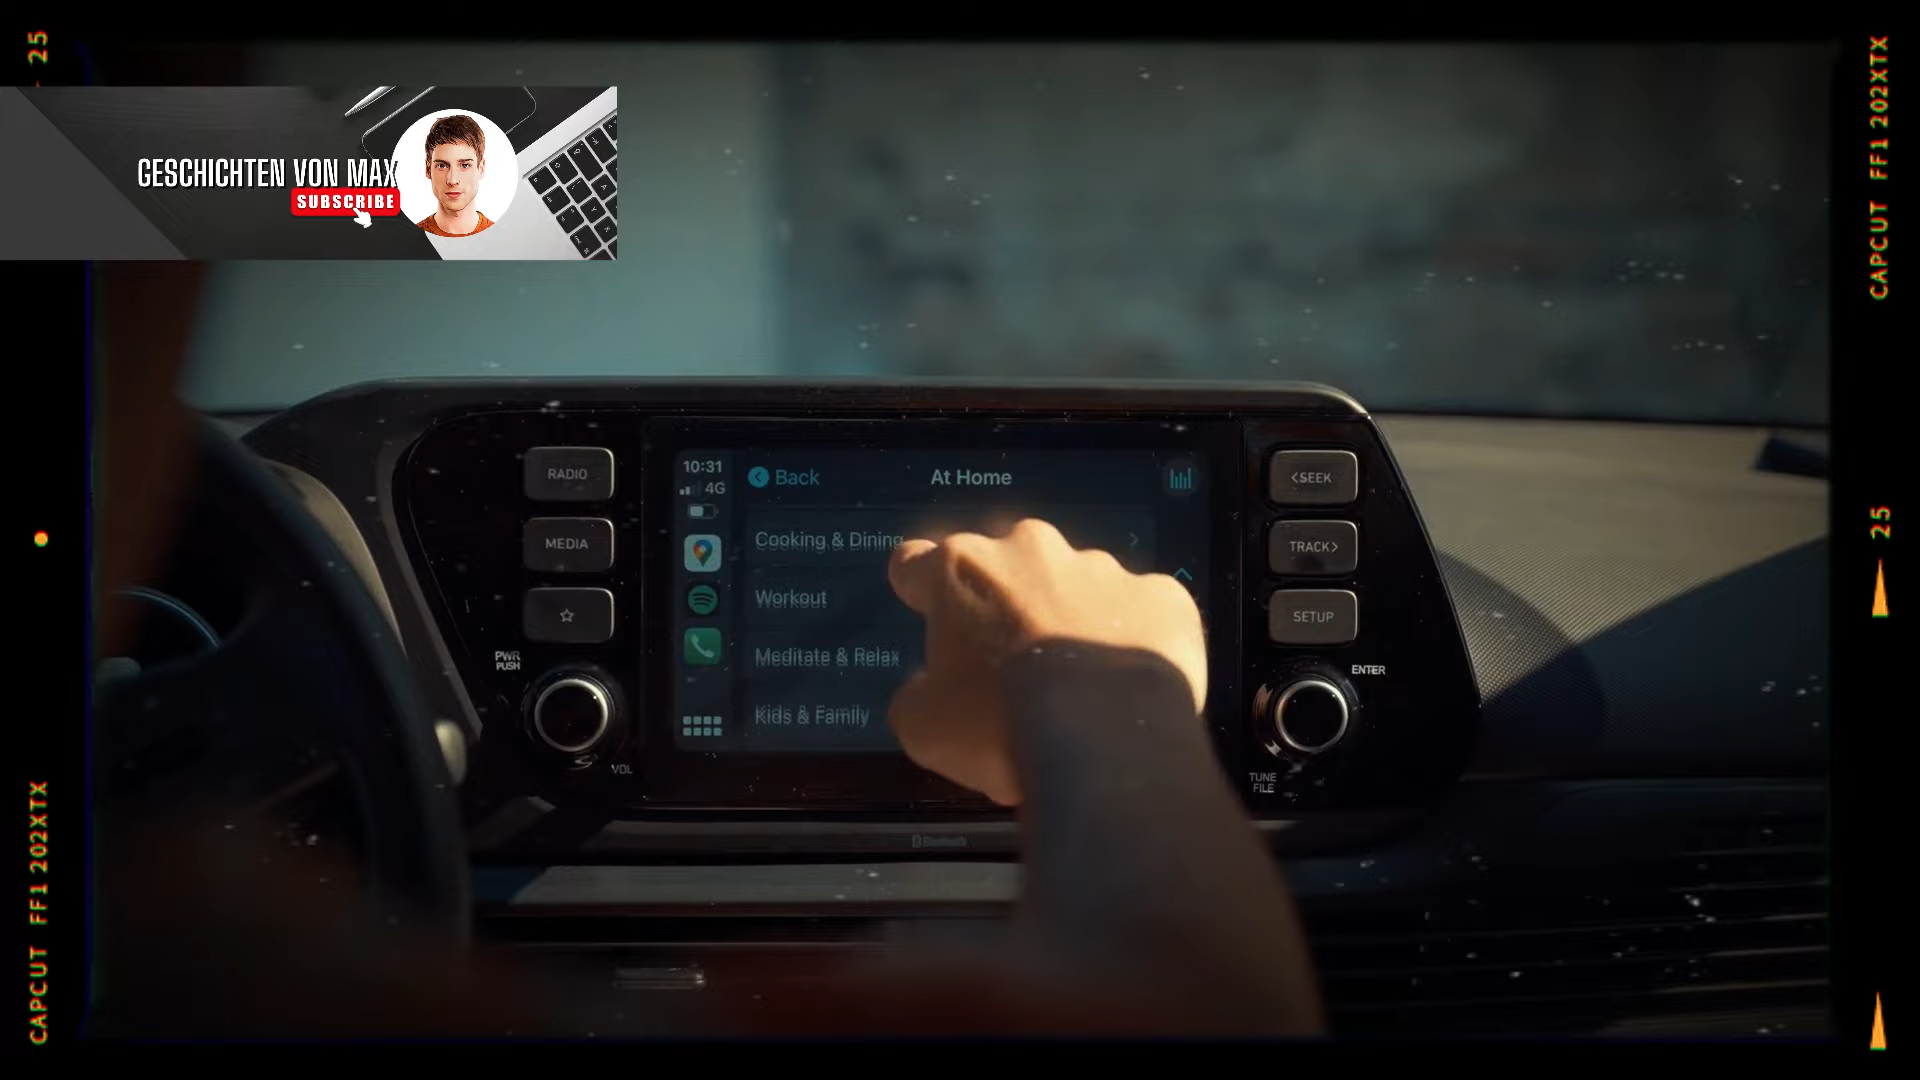 25
CAPCUT FF1 202XTX
GESCHICHTEN VON MAX
SUBSCRIBE
RADIO
MEDIA
PWR
PUSH
VOL
10:31
4G
Back
At Home
Cooking & Dining
Workout
Meditate & Relax
Kids & Family
<SEEK
TRACK>
SETUP
ENTER
TUNE
FILE
Bluetooth
25
CAPCUT FF1 202XTX